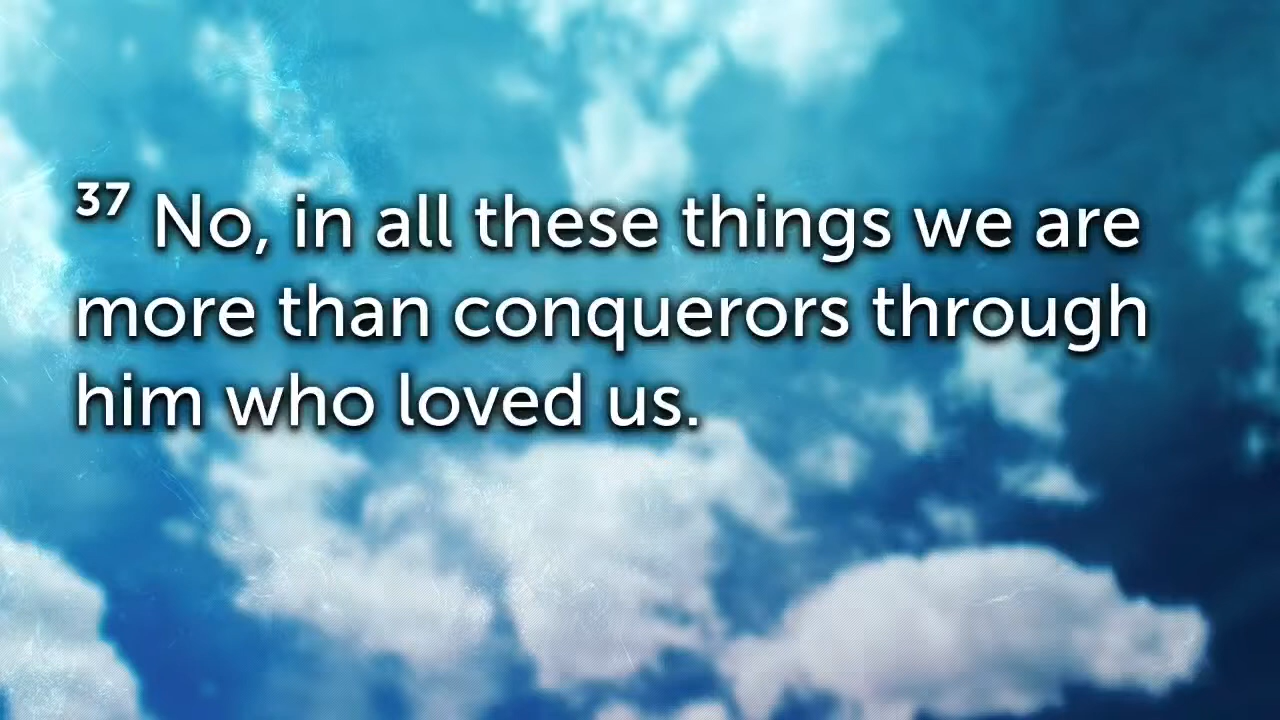 37 No, in all these things we are
more than conquerors through
him who loved us.